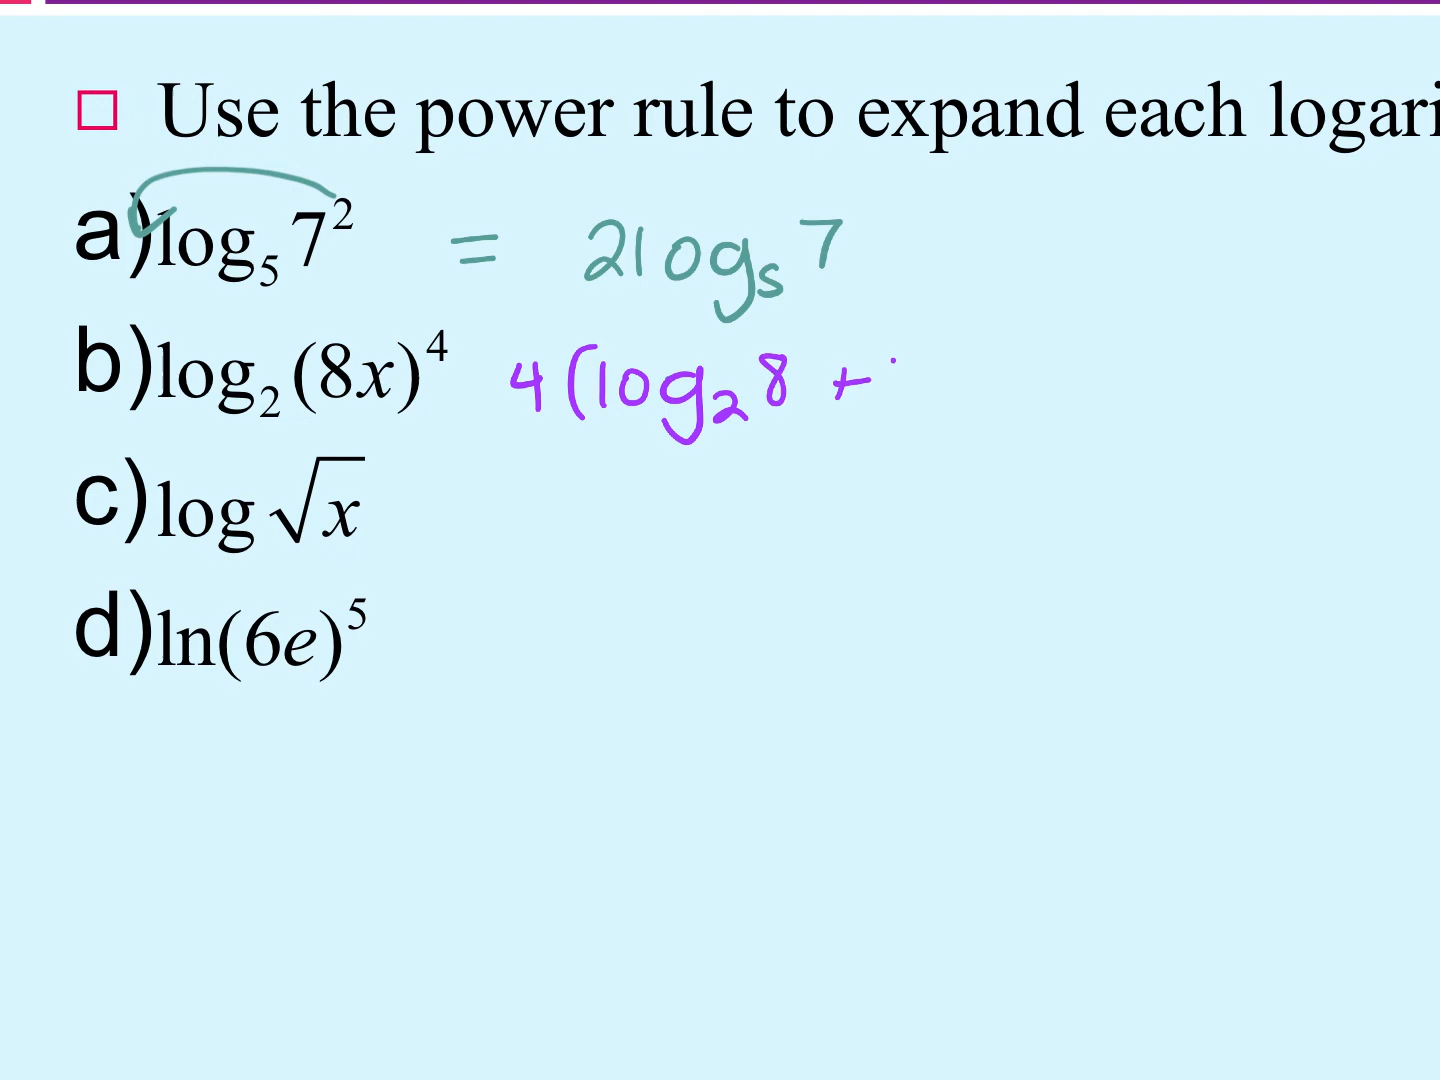 □ Use the power rule to expand each logari
a) log₅ 7² = 2log₅ 7
b) log₂ (8x)⁴ 4(log₂ 8 +
c) log √x
d) ln(6e)⁵